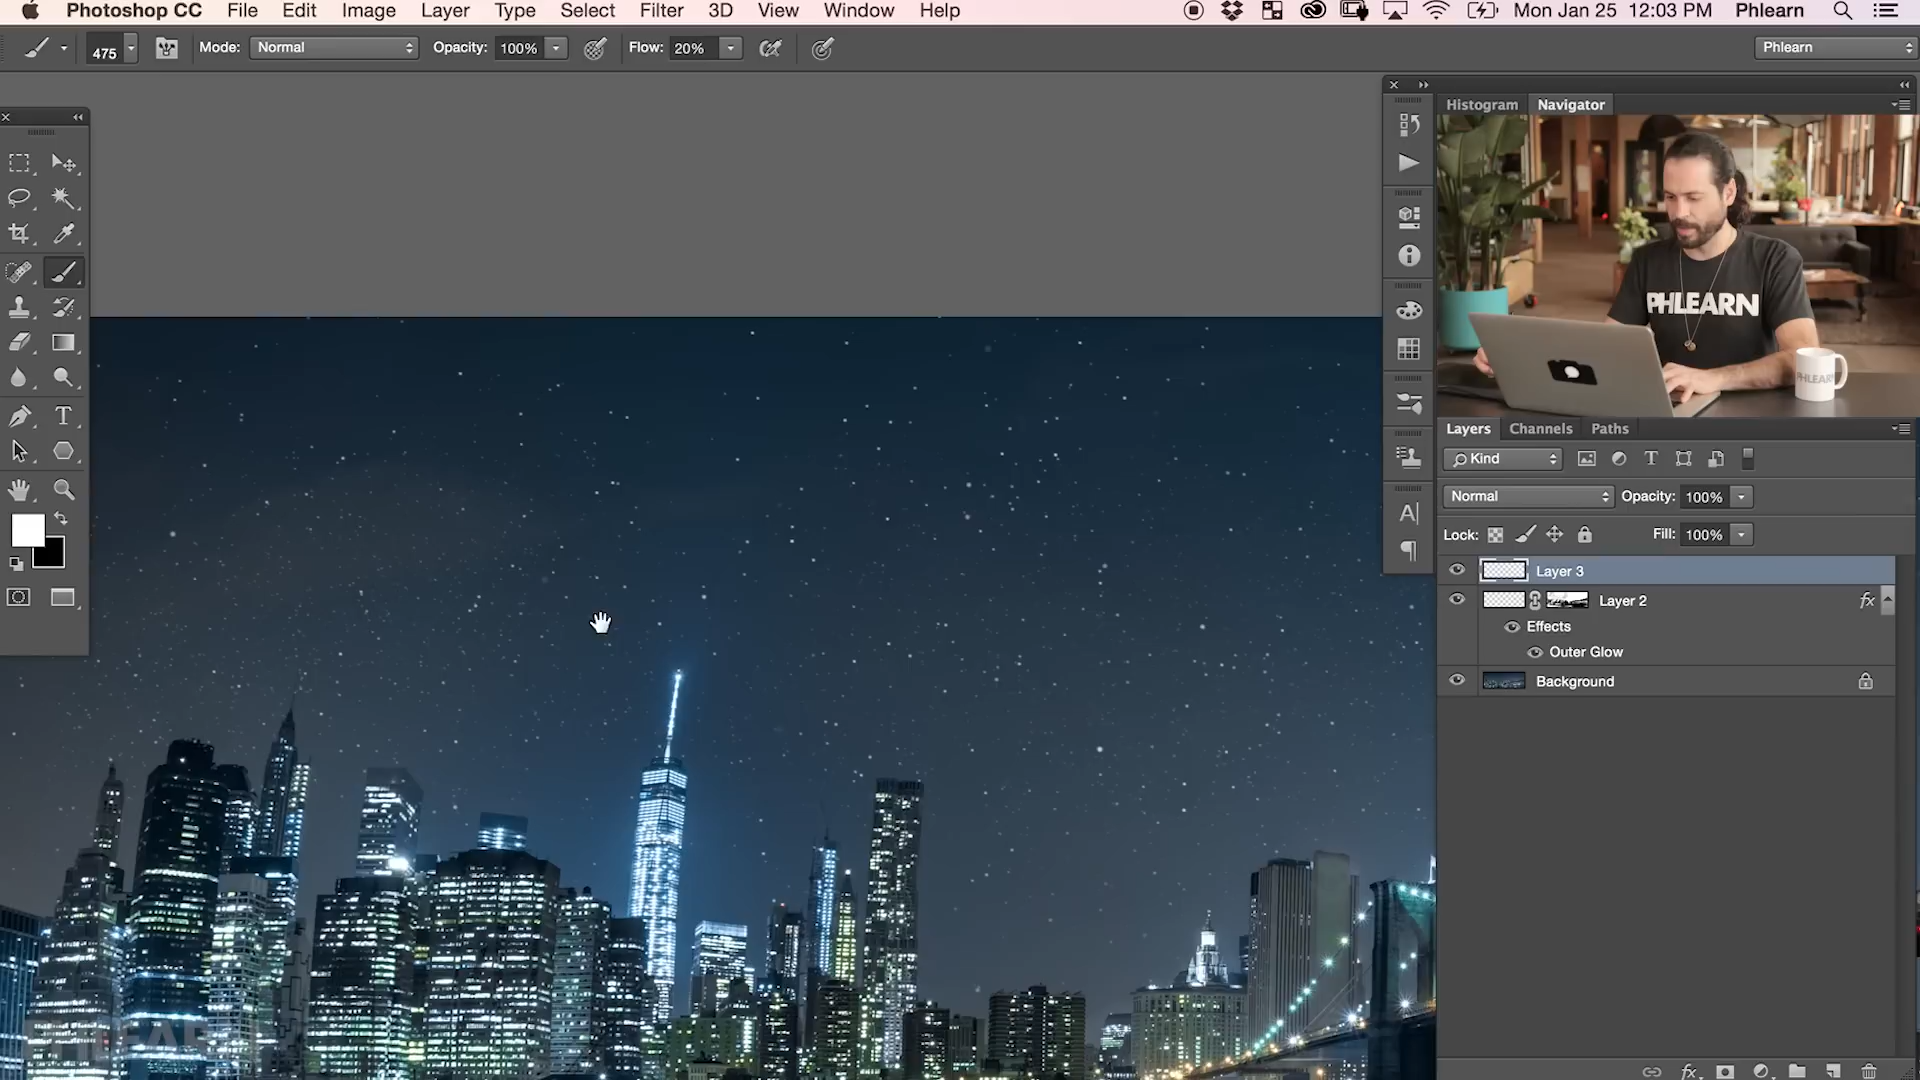 Photoshop CC File Edit Image Layer Type Select Filter 3D View Window Help Mon Jan 25 12:03 PM Phlearn
475 Mode: Normal Opacity: 100% Flow: 20% Phlearn
Histogram Navigator
PHLEARN
PHLEARN
Layers Channels Paths
Kind
Normal Opacity: 100%
Lock: Fill: 100%
Layer 3
Layer 2 fx
Effects
Outer Glow
Background